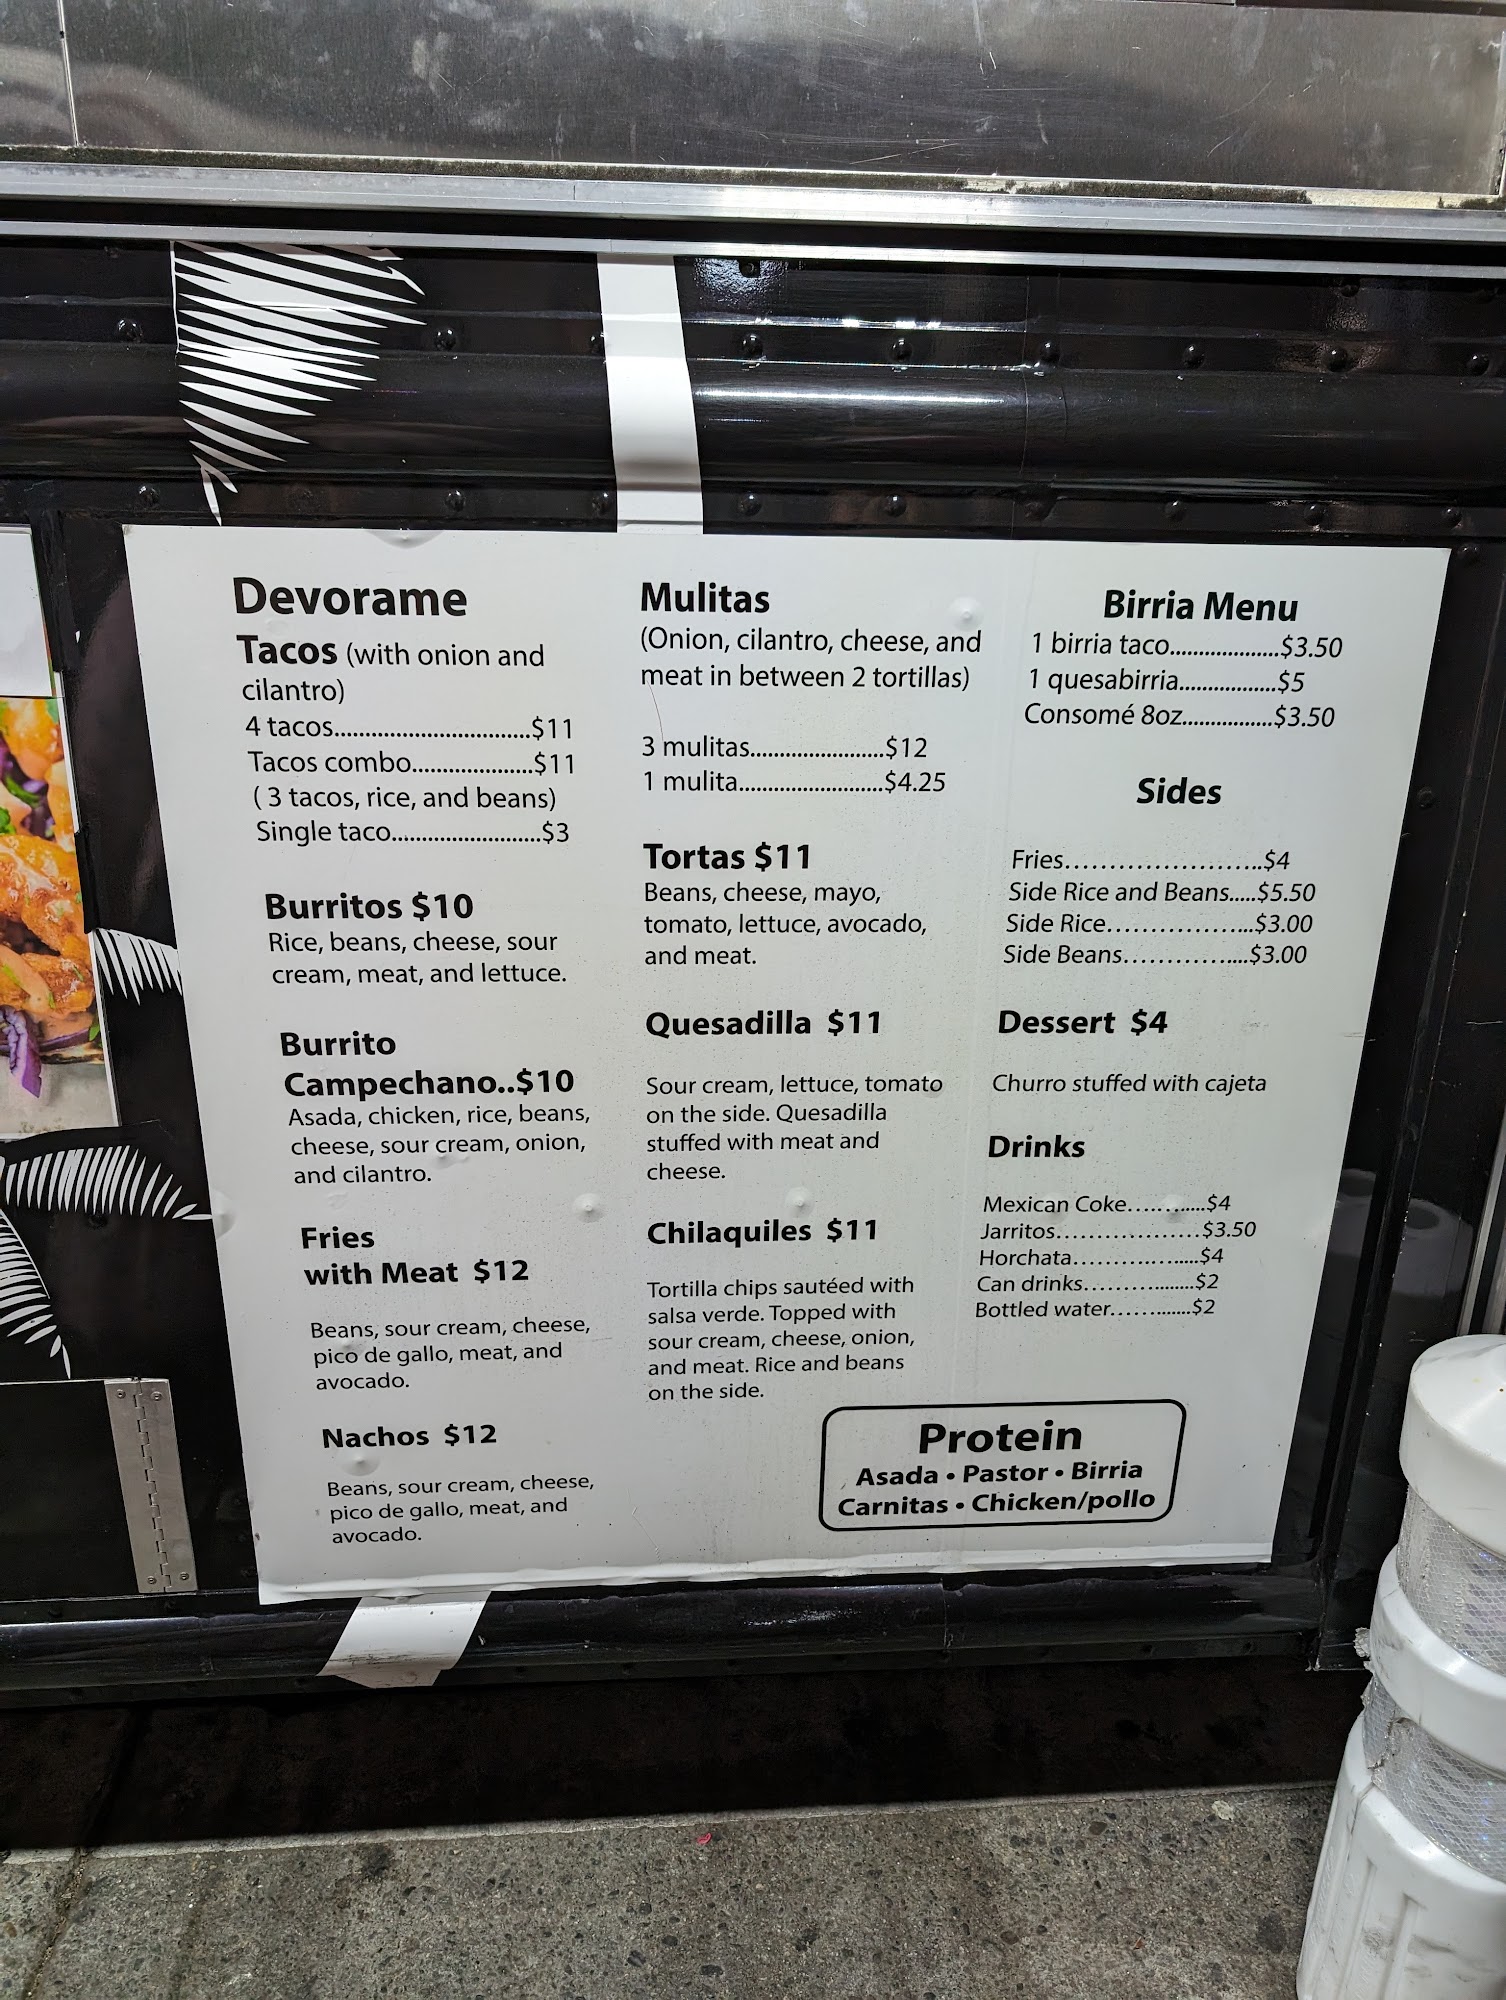 Devorame
Tacos (with onion and
cilantro)
4 tacos...............................$11
Tacos combo...................$11
( 3 tacos, rice, and beans)
Single taco........................$3
Burritos $10
Rice, beans, cheese, sour
cream, meat, and lettuce.
Burrito
Campechano..$10
Asada, chicken, rice, beans,
cheese, sour cream, onion,
and cilantro.
Fries
with Meat $12
Beans, sour cream, cheese,
pico de gallo, meat, and
avocado.
Nachos $12
Beans, sour cream, cheese,
pico de gallo, meat, and
avocado.
Mulitas
(Onion, cilantro, cheese, and
meat in between 2 tortillas)
3 mulitas.....................$12
1 mulita.......................$4.25
Tortas $11
Beans, cheese, mayo,
tomato, lettuce, avocado,
and meat.
Quesadilla $11
Sour cream, lettuce, tomato
on the side. Quesadilla
stuffed with meat and
cheese.
Chilaquiles $11
Tortilla chips sautéed with
salsa verde. Topped with
sour cream, cheese, onion,
and meat. Rice and beans
on the side.
Birria Menu
1 birria taco...................$3.50
1 quesabirria.................$5
Consomé 8oz................$3.50
Sides
Fries……………………..$4
Side Rice and Beans.....$5.50
Side Rice………………...$3.00
Side Beans…………....$3.00
Dessert $4
Churro stuffed with cajeta
Drinks
Mexican Coke……......$4
Jarritos………………$3.50
Horchata………........$4
Can drinks………........$2
Bottled water……......$2
Protein
Asada • Pastor • Birria
Carnitas • Chicken/pollo